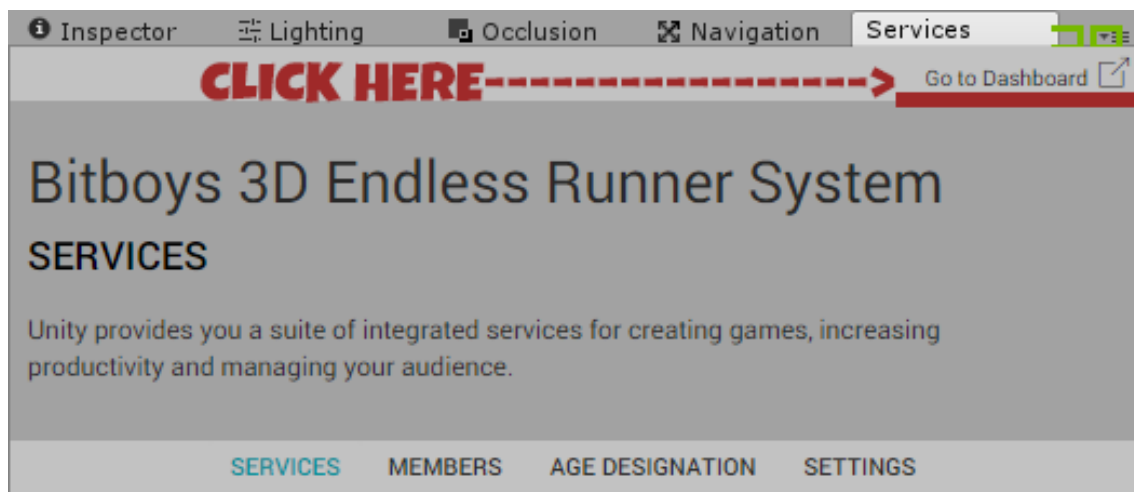 Inspector Lighting Occlusion Navigation Services
CLICK HERE----------------> Go to Dashboard
Bitboys 3D Endless Runner System
SERVICES
Unity provides you a suite of integrated services for creating games, increasing
productivity and managing your audience.
SERVICES MEMBERS AGE DESIGNATION SETTINGS